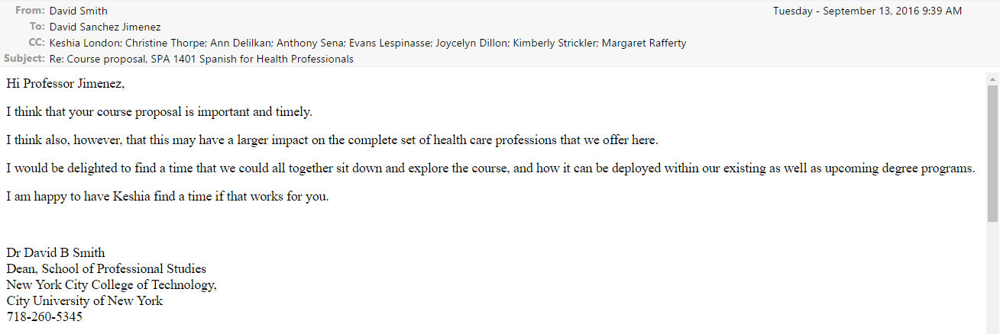 From: David Smith Tuesday - September 13, 2016 9:39 AM
To: David Sanchez Jimenez
CC: Keshia London; Christine Thorpe; Ann Delilkan; Anthony Sena; Evans Lespinasse; Joycelyn Dillon; Kimberly Strickler; Margaret Rafferty
Subject: Re: Course proposal, SPA 1401 Spanish for Health Professionals
Hi Professor Jimenez,
I think that your course proposal is important and timely.
I think also, however, that this may have a larger impact on the complete set of health care professions that we offer here.
I would be delighted to find a time that we could all together sit down and explore the course, and how it can be deployed within our existing as well as upcoming degree programs.
I am happy to have Keshia find a time if that works for you.
Dr David B Smith
Dean, School of Professional Studies
New York City College of Technology,
City University of New York
718-260-5345